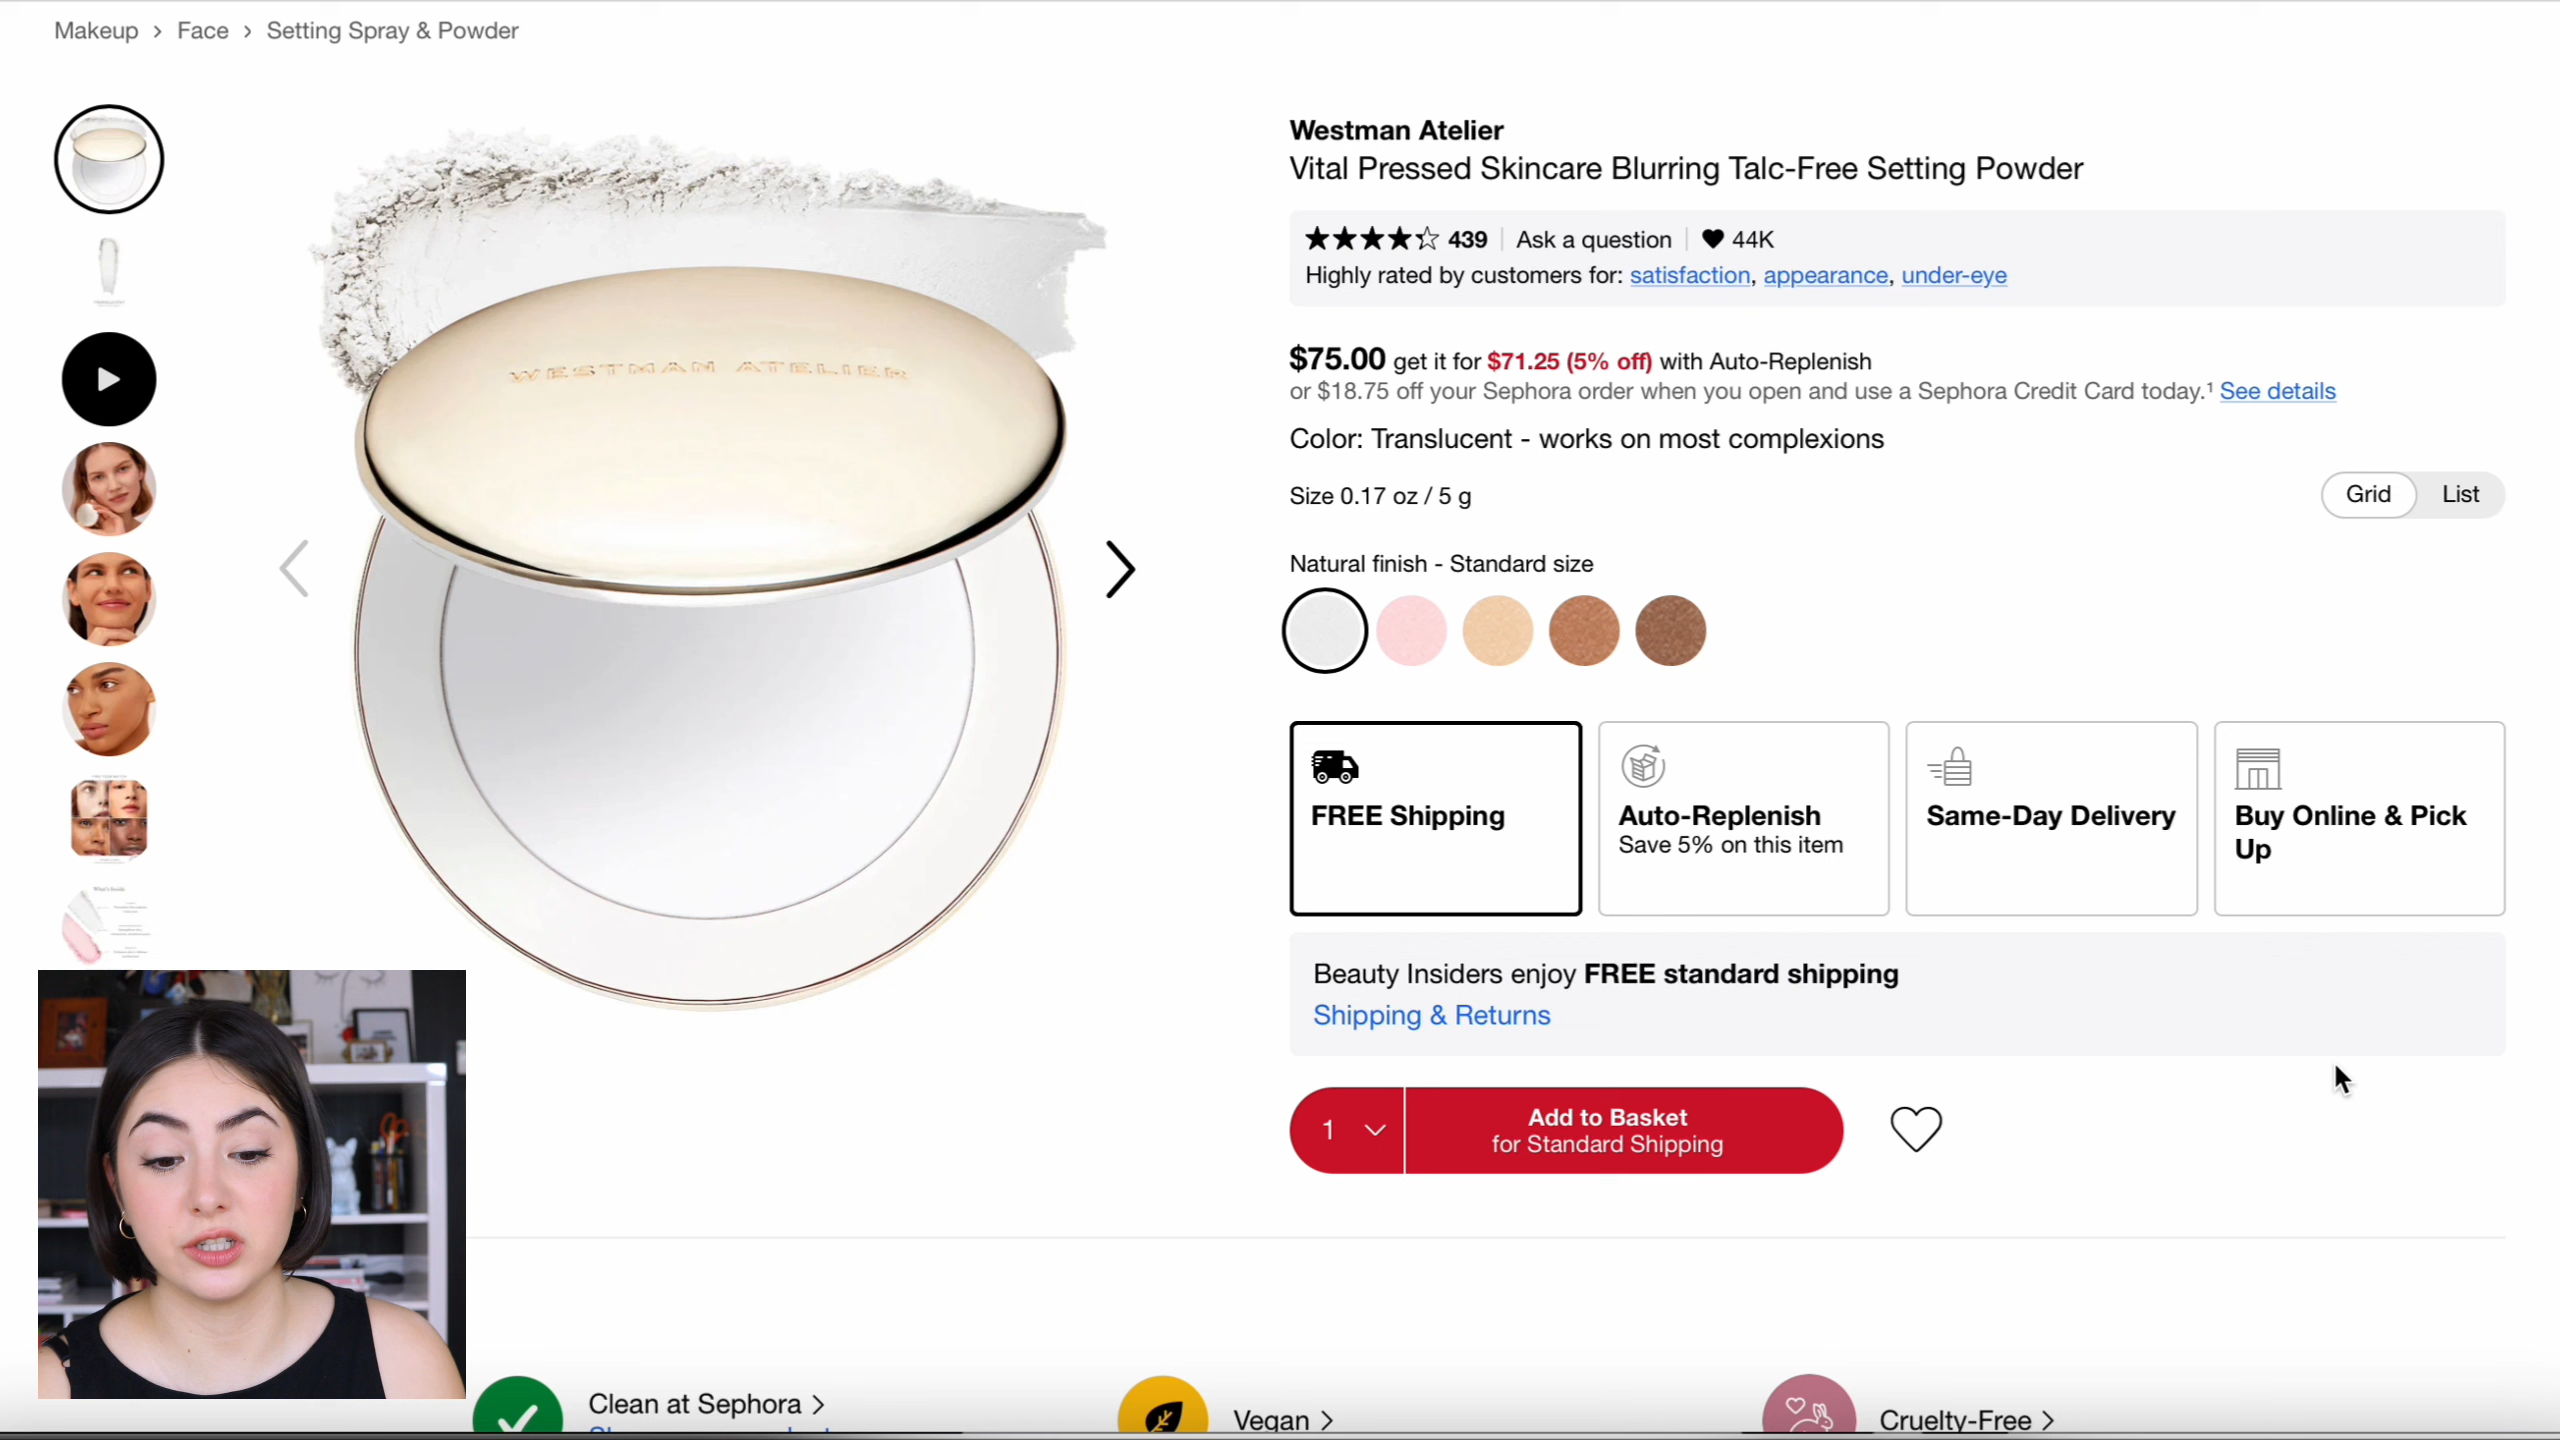 Makeup > Face > Setting Spray & Powder
WESTMAN ATELIER
Westman Atelier
Vital Pressed Skincare Blurring Talc-Free Setting Powder
439 | Ask a question | 44K
Highly rated by customers for: satisfaction, appearance, under-eye
$75.00 get it for $71.25 (5% off) with Auto-Replenish
or $18.75 off your Sephora order when you open and use a Sephora Credit Card today.¹ See details
Color: Translucent - works on most complexions
Size 0.17 oz / 5 g
Grid List
Natural finish - Standard size
FREE Shipping
Auto-Replenish
Save 5% on this item
Same-Day Delivery
Buy Online & Pick
Up
What's Inside
Beauty Insiders enjoy FREE standard shipping
Shipping & Returns
1
Add to Basket
for Standard Shipping
Clean at Sephora >
Vegan >
Cruelty-Free >